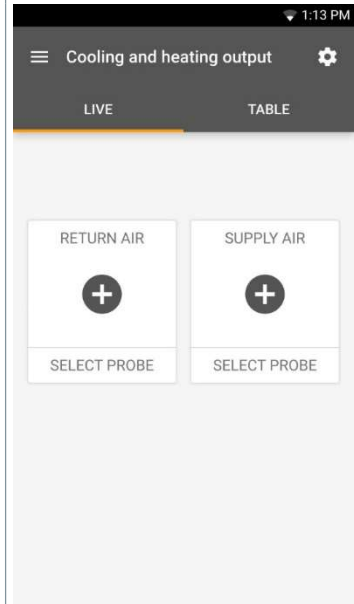 1:13 PM
Cooling and heating output
LIVE TABLE
RETURN AIR SUPPLY AIR
SELECT PROBE SELECT PROBE